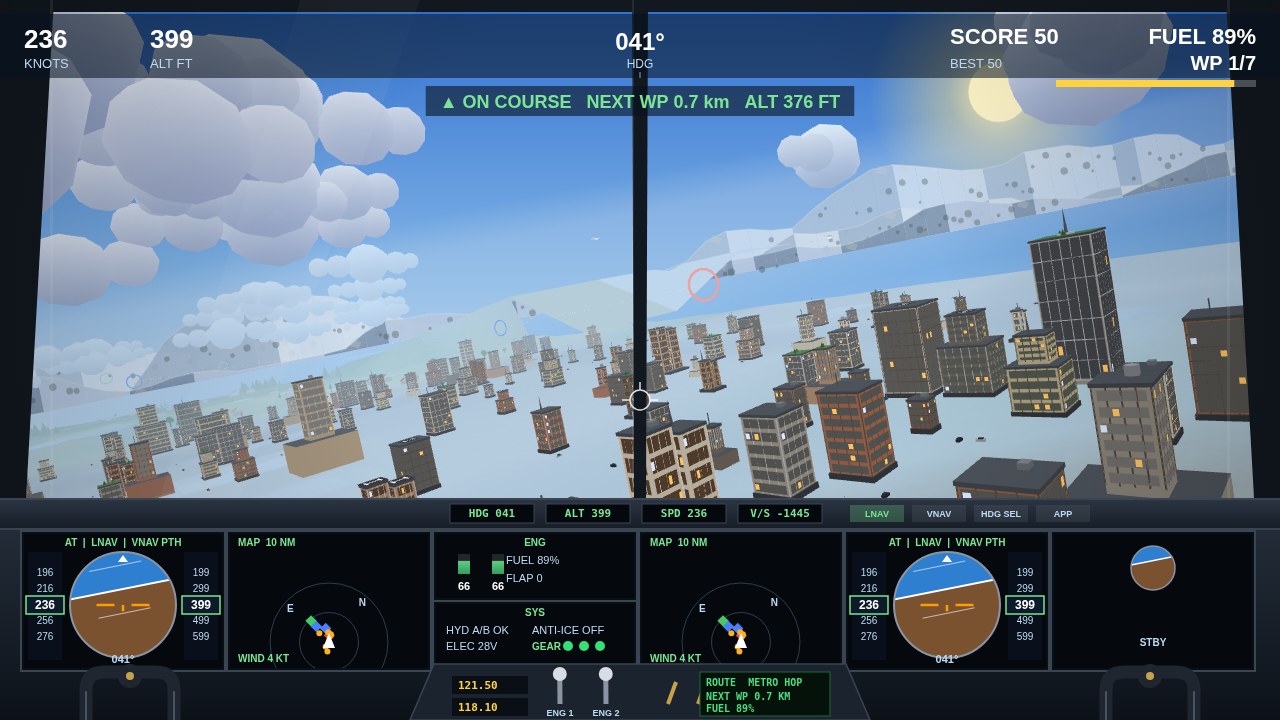 236
KNOTS
399
ALT FT
041°
HDG
SCORE 50
BEST 50
FUEL 89%
WP 1/7
▲ ON COURSE NEXT WP 0.7 km ALT 376 FT
HDG 041
ALT 399
SPD 236
V/S -1445
LNAV
VNAV
HDG SEL
APP
AT | LNAV | VNAV PTH
196
216
236
256
276
199
299
399
499
599
041°
MAP 10 NM
E
N
WIND 4 KT
ENG
FUEL 89%
FLAP 0
66
66
SYS
HYD A/B OK
ANTI-ICE OFF
ELEC 28V
GEAR
MAP 10 NM
E
N
WIND 4 KT
AT | LNAV | VNAV PTH
196
216
236
256
276
199
299
399
499
599
041°
STBY
121.50
118.10
ENG 1
ENG 2
ROUTE METRO HOP
NEXT WP 0.7 KM
FUEL 89%